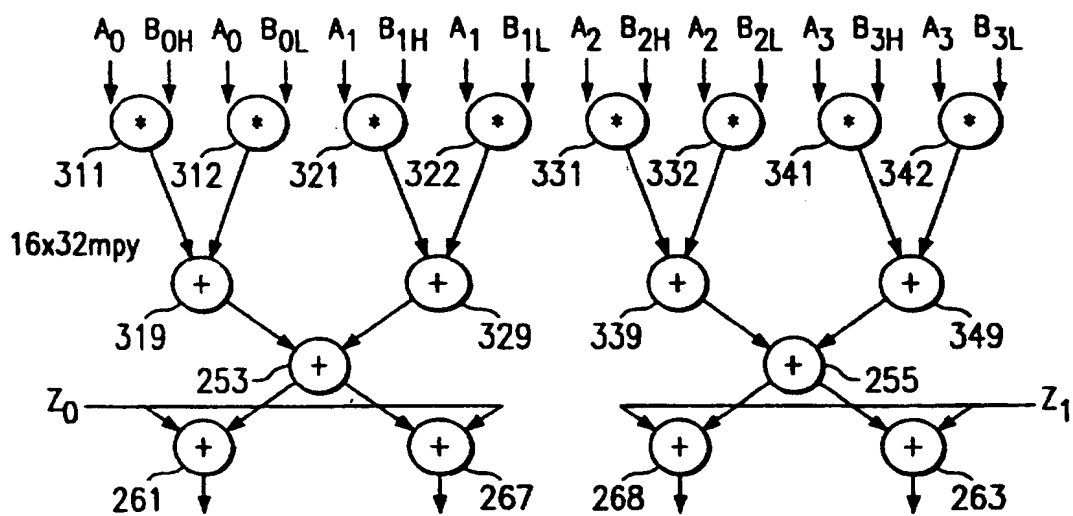 A0 B0H A0 B0L A1 B1H A1 B1L A2 B2H A2 B2L A3 B3H A3 B3L
* * * * * * * *
311 312 321 322 331 332 341 342
16x32mpy
+ + + +
319 329 339 349
+ +
253 255
Z0 Z1
+ + + +
261 267 268 263